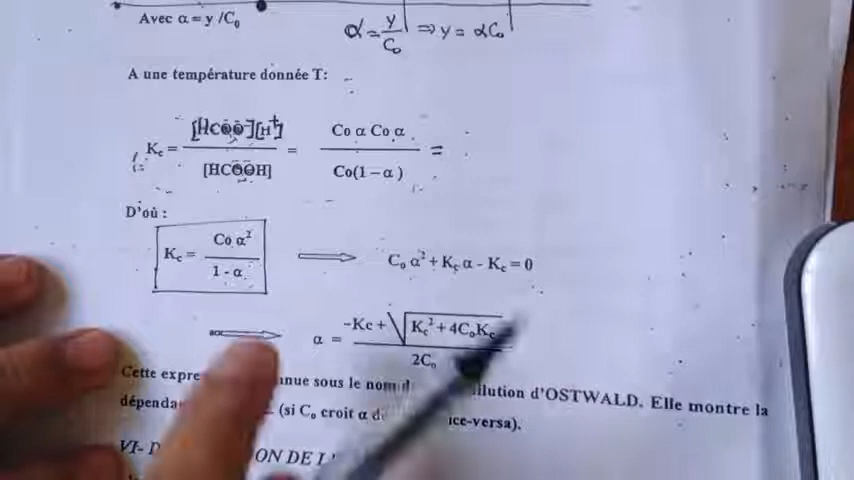 Avec α = y /C₀
α = y/C₀ ⇒ y = αC₀
A une température donnée T:
Kc = [HCOO⁻][H⁺] / [HCOOH] = Co α Co α / Co(1 − α) =
D'où :
Kc = Co α² / 1 - α ⟹ C₀ α² + Kc α - Kc = 0
⟹ α = -Kc + √(Kc² + 4C₀Kc) / 2C₀
Cette nue sous le nom dilution d'OSTWALD. Elle montre la
(si C₀ croit α ice-versa).
VI- ON DE